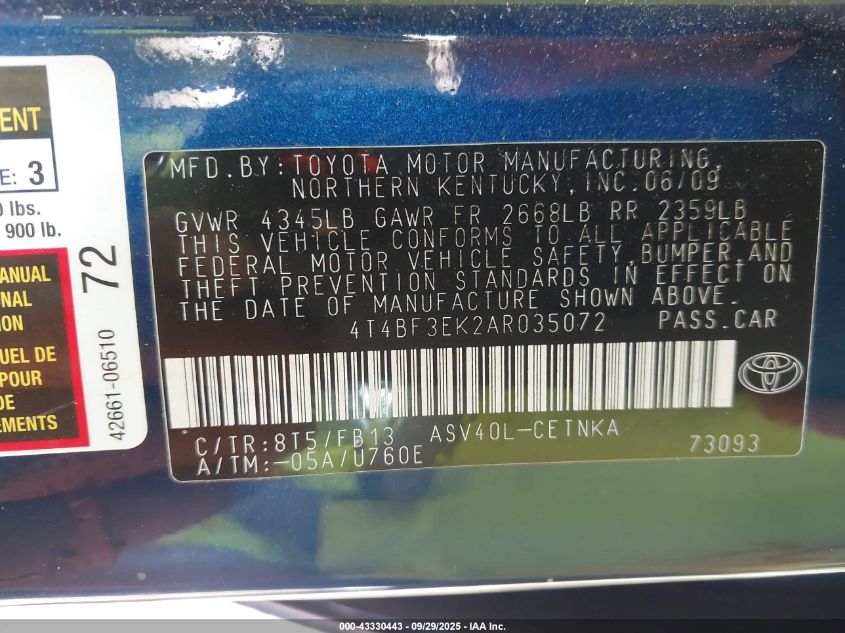 ENT
E: 3
0 lbs.
900 lb.
MANUAL
ONAL
ION
UEL DE
POUR
DE
EMENTS
42661-06510 72
MFD.BY:TOYOTA MOTOR MANUFACTURING,
NORTHERN KENTUCKY,INC.06/09
GVWR 4345LB GAWR FR 2668LB RR 2359LB
THIS VEHICLE CONFORMS TO ALL APPLICABLE
FEDERAL MOTOR VEHICLE SAFETY,BUMPER,AND
THEFT PREVENTION STANDARDS IN EFFECT ON
THE DATE OF MANUFACTURE SHOWN ABOVE.
4T4BF3EK2AR035072 PASS.CAR
C/TR:8T5/FB13 ASV40L-CETNKA
A/TM:-05A/U760E 73093
000-43330443 - 09/29/2025 - IAA Inc.